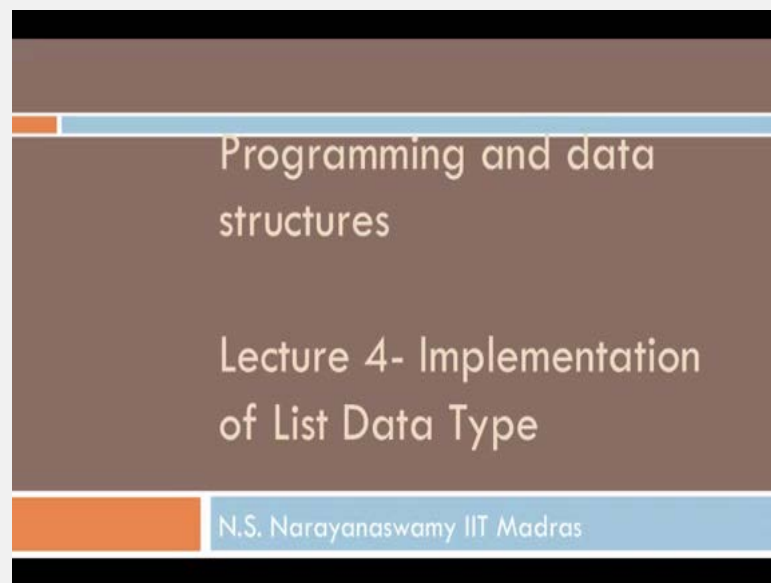 Programming and data
structures
Lecture 4- Implementation
of List Data Type
N.S. Narayanaswamy IIT Madras